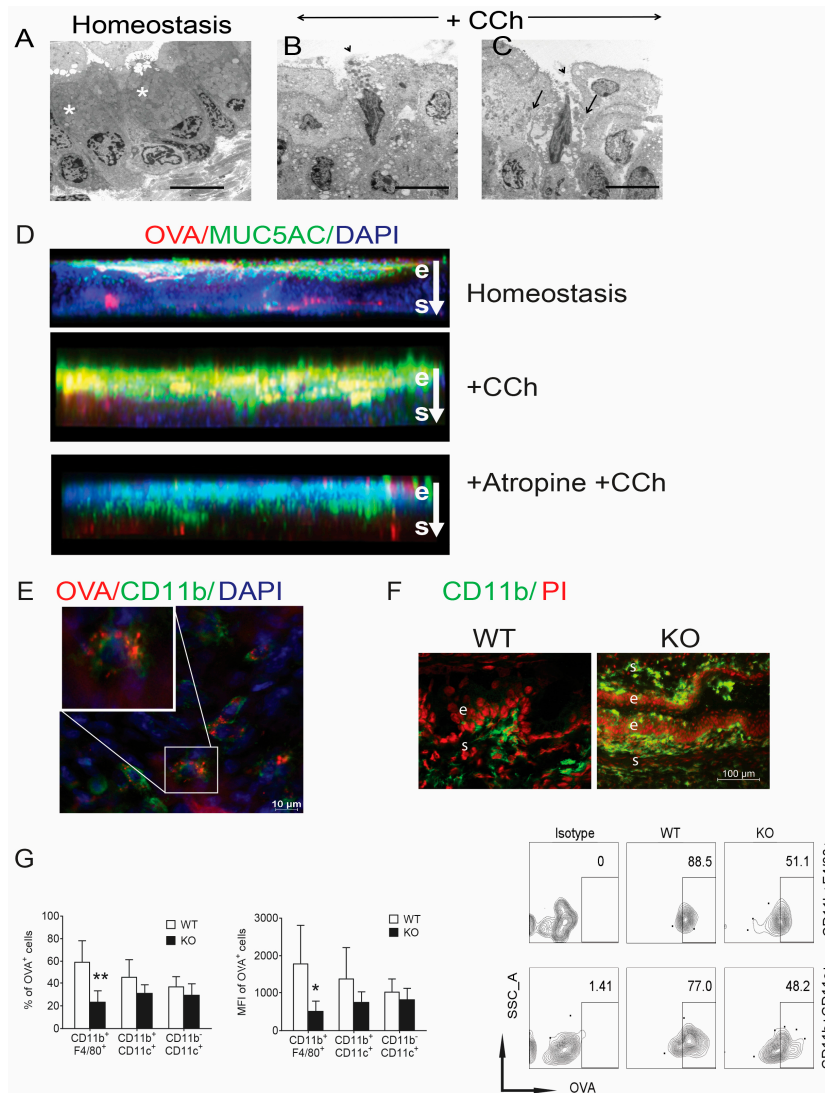 + CCh
A Homeostasis
B
C
*
*
D
OVA/MUC5AC/DAPI
e
s
Homeostasis
e
s
+CCh
e
s
+Atropine +CCh
E OVA/CD11b/DAPI
10 µm
F CD11b/PI
WT KO
e
s
s
e
e
s
100 µm
G
% of OVA+ cells
100
80
60
40
20
0
WT
KO
**
CD11b+ CD11b+ CD11b-
F4/80+ CD11c+ CD11c+
MFI of OVA+ cells
3000
2000
1000
0
WT
KO
*
CD11b+ CD11b+ CD11b-
F4/80+ CD11c+ CD11c+
Isotype WT KO
0 88.5 51.1
1.41 77.0 48.2
SSC_A
OVA